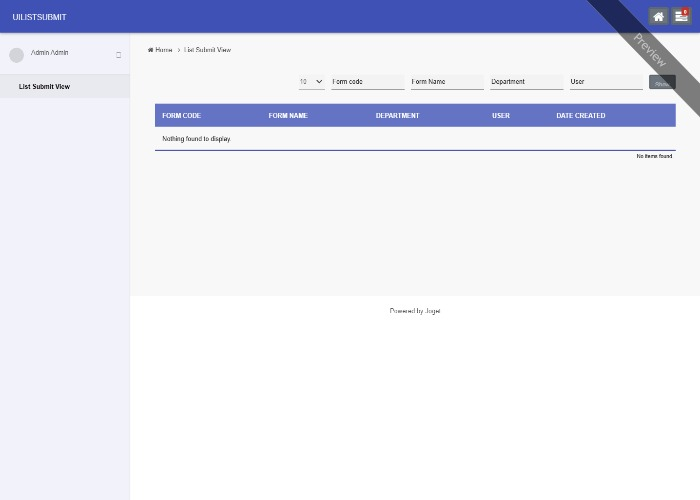 UILISTSUBMIT
0
Preview
Admin Admin
Home > List Submit View
List Submit View
10
Form code
Form Name
Department
User
Show
FORM CODE
FORM NAME
DEPARTMENT
USER
DATE CREATED
Nothing found to display.
No items found
Powered by Joget